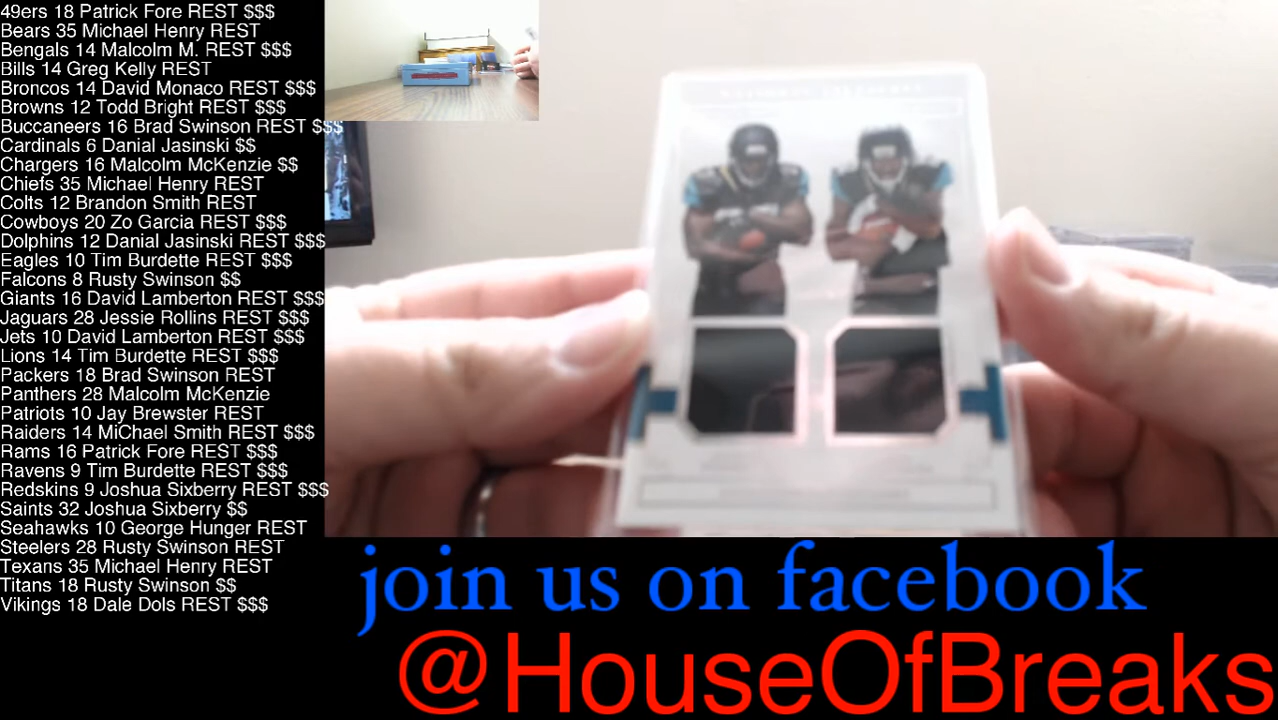 49ers 18 Patrick Fore REST $$$
Bears 35 Michael Henry REST
Bengals 14 Malcolm M. REST $$$
Bills 14 Greg Kelly REST
Broncos 14 David Monaco REST $$$
Browns 12 Todd Bright REST $$$
Buccaneers 16 Brad Swinson REST $$$
Cardinals 6 Danial Jasinski $$
Chargers 16 Malcolm McKenzie $$
Chiefs 35 Michael Henry REST
Colts 12 Brandon Smith REST
Cowboys 20 Zo Garcia REST $$$
Dolphins 12 Danial Jasinski REST $$$
Eagles 10 Tim Burdette REST $$$
Falcons 8 Rusty Swinson $$
Giants 16 David Lamberton REST $$$
Jaguars 28 Jessie Rollins REST $$$
Jets 10 David Lamberton REST $$$
Lions 14 Tim Burdette REST $$$
Packers 18 Brad Swinson REST
Panthers 28 Malcolm McKenzie
Patriots 10 Jay Brewster REST
Raiders 14 MiChael Smith REST $$$
Rams 16 Patrick Fore REST $$$
Ravens 9 Tim Burdette REST $$$
Redskins 9 Joshua Sixberry REST $$$
Saints 32 Joshua Sixberry $$
Seahawks 10 George Hunger REST
Steelers 28 Rusty Swinson REST
Texans 35 Michael Henry REST
Titans 18 Rusty Swinson $$
Vikings 18 Dale Dols REST $$$
join us on facebook
@HouseOfBreaks